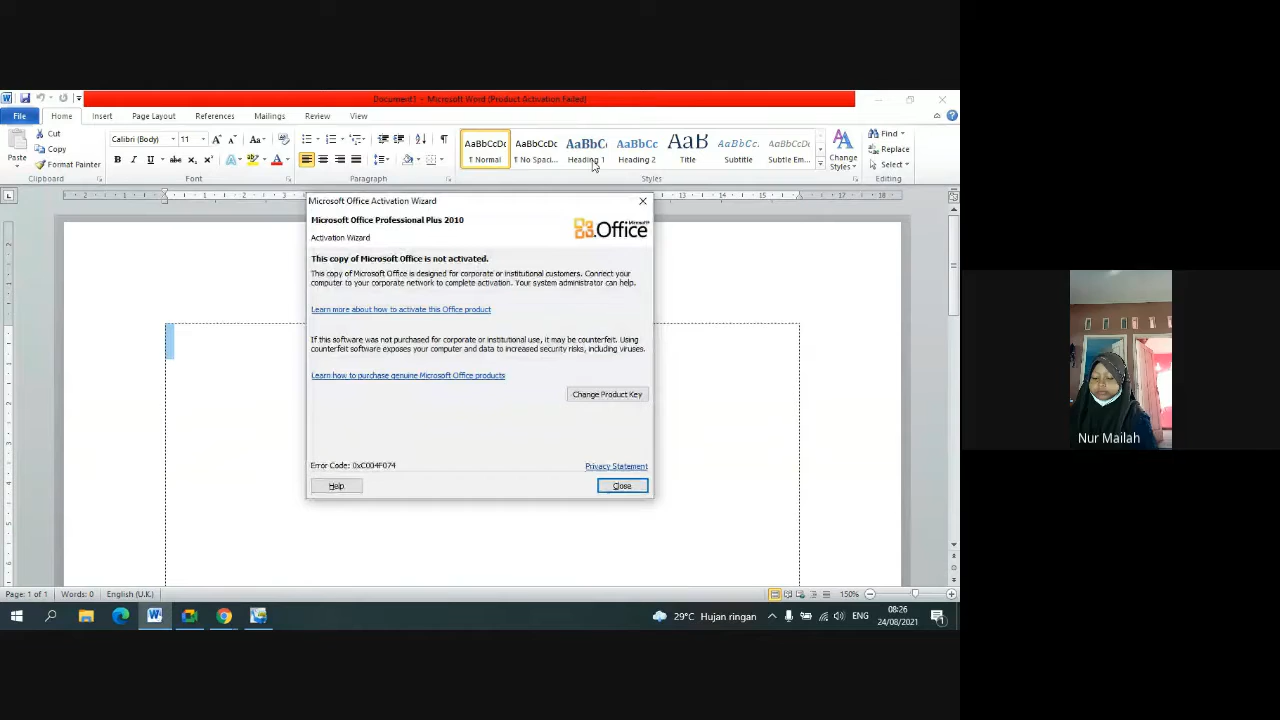 Document1 - Microsoft Word (Product Activation Failed)
File Home Insert Page Layout References Mailings Review View
Paste
Cut
Copy
Format Painter
Clipboard
Calibri (Body) 11
Font
Paragraph
AaBbCcDc AaBbCcDc AaBbC AaBbCc AaB AaBbCc. AaBbCcDc
¶ Normal ¶ No Spaci... Heading 1 Heading 2 Title Subtitle Subtle Em...
Styles
Change
Styles
Find
Replace
Select
Editing
Microsoft Office Activation Wizard
Microsoft Office Professional Plus 2010
Activation Wizard
Microsoft
Office
This copy of Microsoft Office is not activated.
This copy of Microsoft Office is designed for corporate or institutional customers. Connect your
computer to your corporate network to complete activation. Your system administrator can help.
Learn more about how to activate this Office product
If this software was not purchased for corporate or institutional use, it may be counterfeit. Using
counterfeit software exposes your computer and data to increased security risks, including viruses.
Learn how to purchase genuine Microsoft Office products
Change Product Key
Error Code: 0xC004F074
Privacy Statement
Help
Close
Nur Mailah
Page: 1 of 1 Words: 0 English (U.K.) 150%
29°C Hujan ringan ENG
08:26
24/08/2021